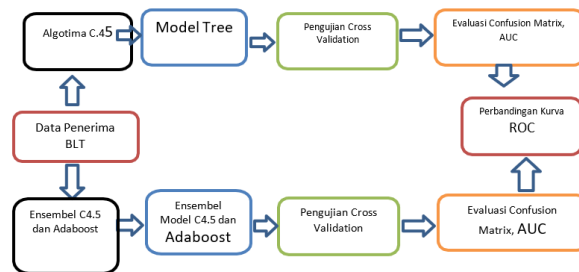 Algotima C.45
Model Tree
Pengujian Cross
Validation
Evaluasi Confusion Matrix,
AUC
Data Penerima
BLT
Perbandingan Kurva
ROC
Ensembel C4.5
dan Adaboost
Ensembel
Model C4.5 dan
Adaboost
Pengujian Cross
Validation
Evaluasi Confusion
Matrix, AUC